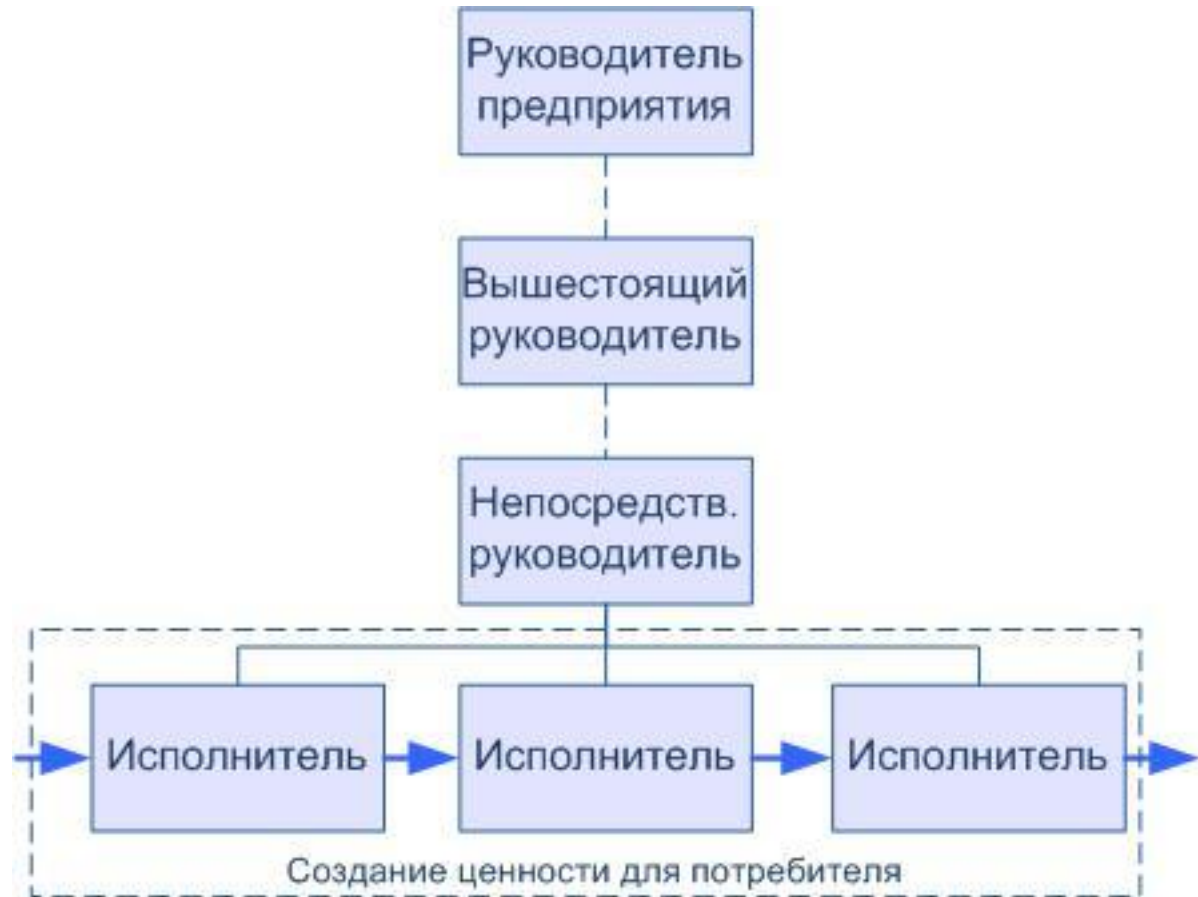 Руководитель
предприятия
Вышестоящий
руководитель
Непосредств.
руководитель
Исполнитель Исполнитель Исполнитель
Создание ценности для потребителя